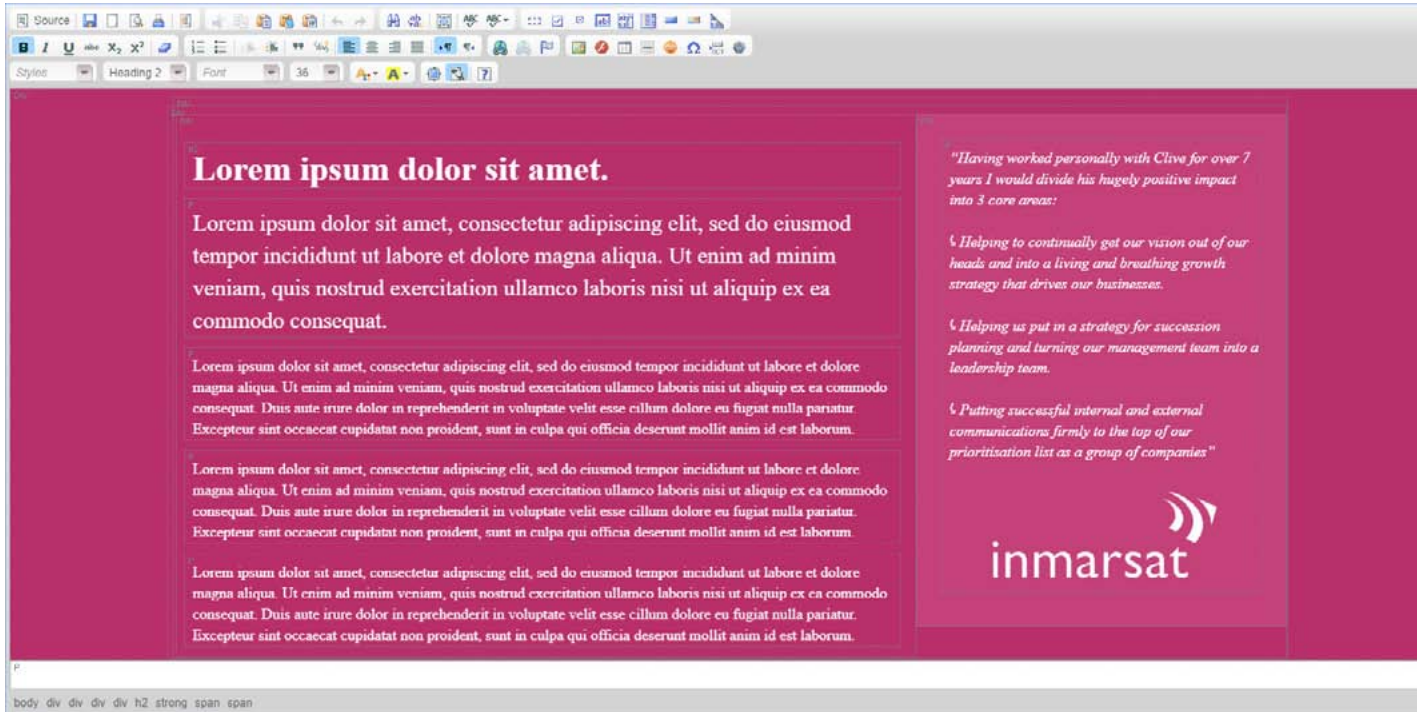 Source
ABC ABC
B I U abc X₂ X²
Styles Heading 2 Font 36 A A ?
Lorem ipsum dolor sit amet.
Lorem ipsum dolor sit amet, consectetur adipiscing elit, sed do eiusmod
tempor incididunt ut labore et dolore magna aliqua. Ut enim ad minim
veniam, quis nostrud exercitation ullamco laboris nisi ut aliquip ex ea
commodo consequat.
Lorem ipsum dolor sit amet, consectetur adipiscing elit, sed do eiusmod tempor incididunt ut labore et dolore
magna aliqua. Ut enim ad minim veniam, quis nostrud exercitation ullamco laboris nisi ut aliquip ex ea commodo
consequat. Duis aute irure dolor in reprehenderit in voluptate velit esse cillum dolore eu fugiat nulla pariatur.
Excepteur sint occaecat cupidatat non proident, sunt in culpa qui officia deserunt mollit anim id est laborum.
Lorem ipsum dolor sit amet, consectetur adipiscing elit, sed do eiusmod tempor incididunt ut labore et dolore
magna aliqua. Ut enim ad minim veniam, quis nostrud exercitation ullamco laboris nisi ut aliquip ex ea commodo
consequat. Duis aute irure dolor in reprehenderit in voluptate velit esse cillum dolore eu fugiat nulla pariatur.
Excepteur sint occaecat cupidatat non proident, sunt in culpa qui officia deserunt mollit anim id est laborum.
Lorem ipsum dolor sit amet, consectetur adipiscing elit, sed do eiusmod tempor incididunt ut labore et dolore
magna aliqua. Ut enim ad minim veniam, quis nostrud exercitation ullamco laboris nisi ut aliquip ex ea commodo
consequat. Duis aute irure dolor in reprehenderit in voluptate velit esse cillum dolore eu fugiat nulla pariatur.
Excepteur sint occaecat cupidatat non proident, sunt in culpa qui officia deserunt mollit anim id est laborum.
"Having worked personally with Clive for over 7
years I would divide his hugely positive impact
into 3 core areas:
Helping to continually get our vision out of our
heads and into a living and breathing growth
strategy that drives our businesses.
Helping us put in a strategy for succession
planning and turning our management team into a
leadership team.
Putting successful internal and external
communications firmly to the top of our
prioritisation list as a group of companies"
inmarsat
P
body div div div div h2 strong span span